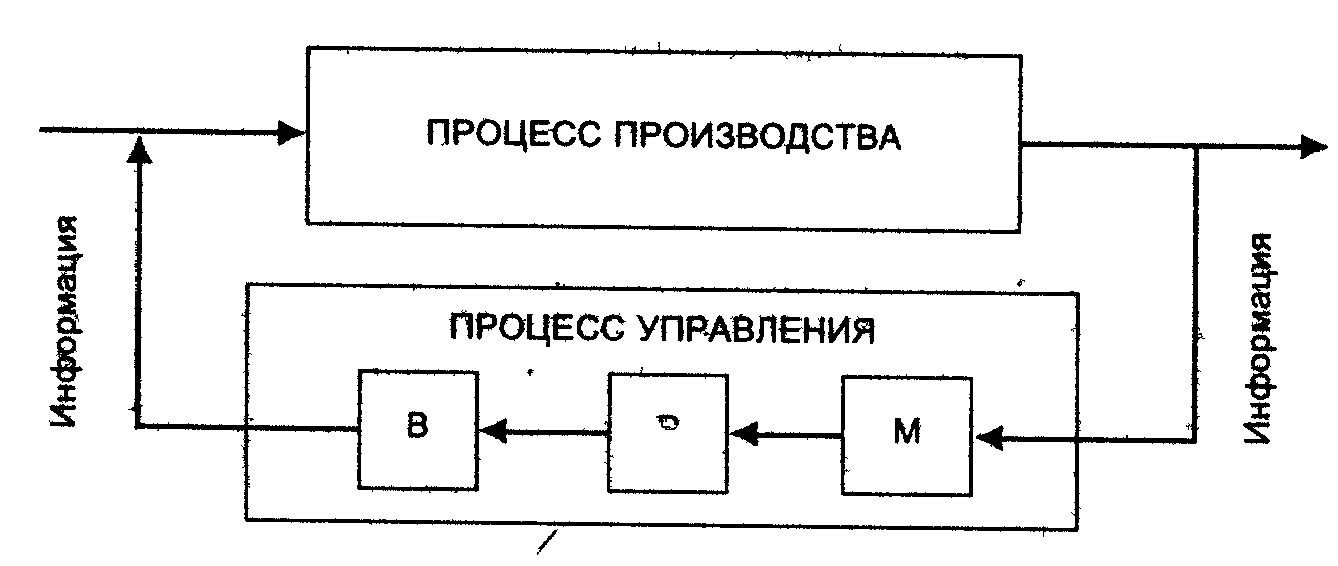 ПРОЦЕСС ПРОИЗВОДСТВА
Информация
Информация
ПРОЦЕСС УПРАВЛЕНИЯ
В
М